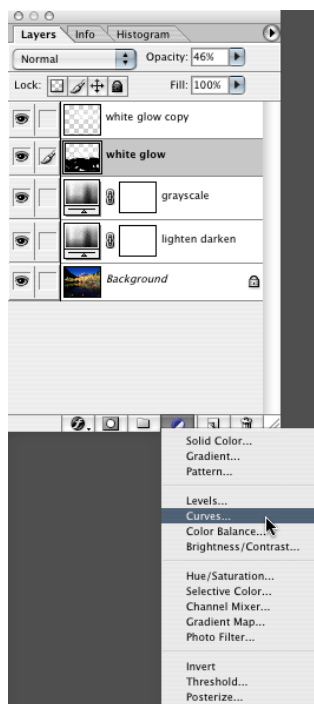 Layers Info Histogram
Normal Opacity: 46%
Lock: Fill: 100%
white glow copy
white glow
grayscale
lighten darken
Background
Solid Color...
Gradient...
Pattern...
Levels...
Curves...
Color Balance...
Brightness/Contrast...
Hue/Saturation...
Selective Color...
Channel Mixer...
Gradient Map...
Photo Filter...
Invert
Threshold...
Posterize...